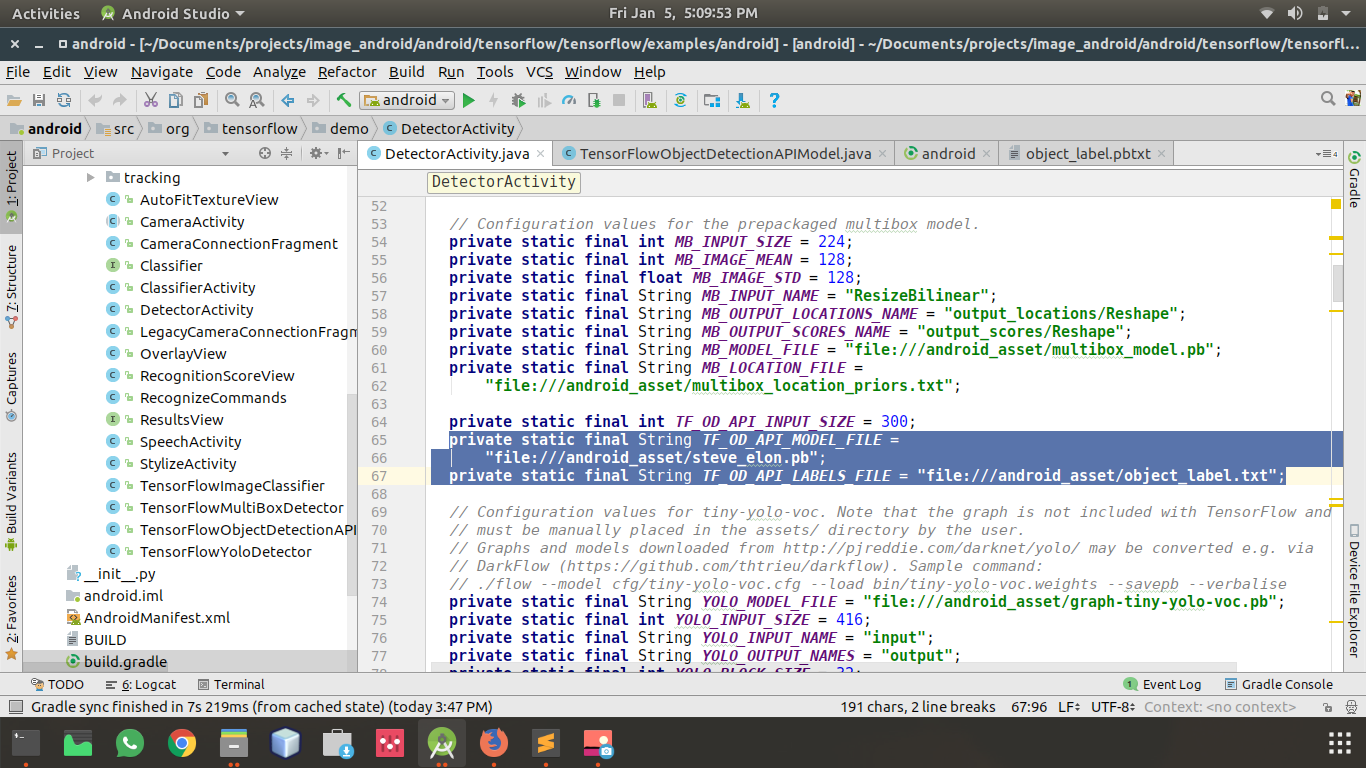 Activities Android Studio Fri Jan 5, 5:09:53 PM
android - [~/Documents/projects/image_android/android/tensorflow/tensorflow/examples/android] - [android] - ~/Documents/projects/image_android/android/tensorflow/tensorfl...
File Edit View Navigate Code Analyze Refactor Build Run Tools VCS Window Help
android
android src org tensorflow demo DetectorActivity
Project
DetectorActivity.java TensorFlowObjectDetectionAPIModel.java android object_label.pbtxt
4
1: Project
7: Structure
Captures
Build Variants
2: Favorites
tracking
AutoFitTextureView
CameraActivity
CameraConnectionFragment
Classifier
ClassifierActivity
DetectorActivity
LegacyCameraConnectionFragm
OverlayView
RecognitionScoreView
RecognizeCommands
ResultsView
SpeechActivity
StylizeActivity
TensorFlowImageClassifier
TensorFlowMultiBoxDetector
TensorFlowObjectDetectionAPI
TensorFlowYoloDetector
__init__.py
android.iml
AndroidManifest.xml
BUILD
build.gradle
DetectorActivity
52
53 // Configuration values for the prepackaged multibox model.
54 private static final int MB_INPUT_SIZE = 224;
55 private static final int MB_IMAGE_MEAN = 128;
56 private static final float MB_IMAGE_STD = 128;
57 private static final String MB_INPUT_NAME = "ResizeBilinear";
58 private static final String MB_OUTPUT_LOCATIONS_NAME = "output_locations/Reshape";
59 private static final String MB_OUTPUT_SCORES_NAME = "output_scores/Reshape";
60 private static final String MB_MODEL_FILE = "file:///android_asset/multibox_model.pb";
61 private static final String MB_LOCATION_FILE =
62 "file:///android_asset/multibox_location_priors.txt";
63
64 private static final int TF_OD_API_INPUT_SIZE = 300;
65 private static final String TF_OD_API_MODEL_FILE =
66 "file:///android_asset/steve_elon.pb";
67 private static final String TF_OD_API_LABELS_FILE = "file:///android_asset/object_label.txt";
68
69 // Configuration values for tiny-yolo-voc. Note that the graph is not included with TensorFlow and
70 // must be manually placed in the assets/ directory by the user.
71 // Graphs and models downloaded from http://pjreddie.com/darknet/yolo/ may be converted e.g. via
72 // DarkFlow (https://github.com/thtrieu/darkflow). Sample command:
73 // ./flow --model cfg/tiny-yolo-voc.cfg --load bin/tiny-yolo-voc.weights --savepb --verbalise
74 private static final String YOLO_MODEL_FILE = "file:///android_asset/graph-tiny-yolo-voc.pb";
75 private static final int YOLO_INPUT_SIZE = 416;
76 private static final String YOLO_INPUT_NAME = "input";
77 private static final String YOLO_OUTPUT_NAMES = "output";
78 private static final int YOLO_BLOCK_SIZE = 32;
Gradle
Device File Explorer
TODO 6: Logcat Terminal 1 Event Log Gradle Console
Gradle sync finished in 7s 219ms (from cached state) (today 3:47 PM) 191 chars, 2 line breaks 67:96 LF UTF-8 Context: <no context>